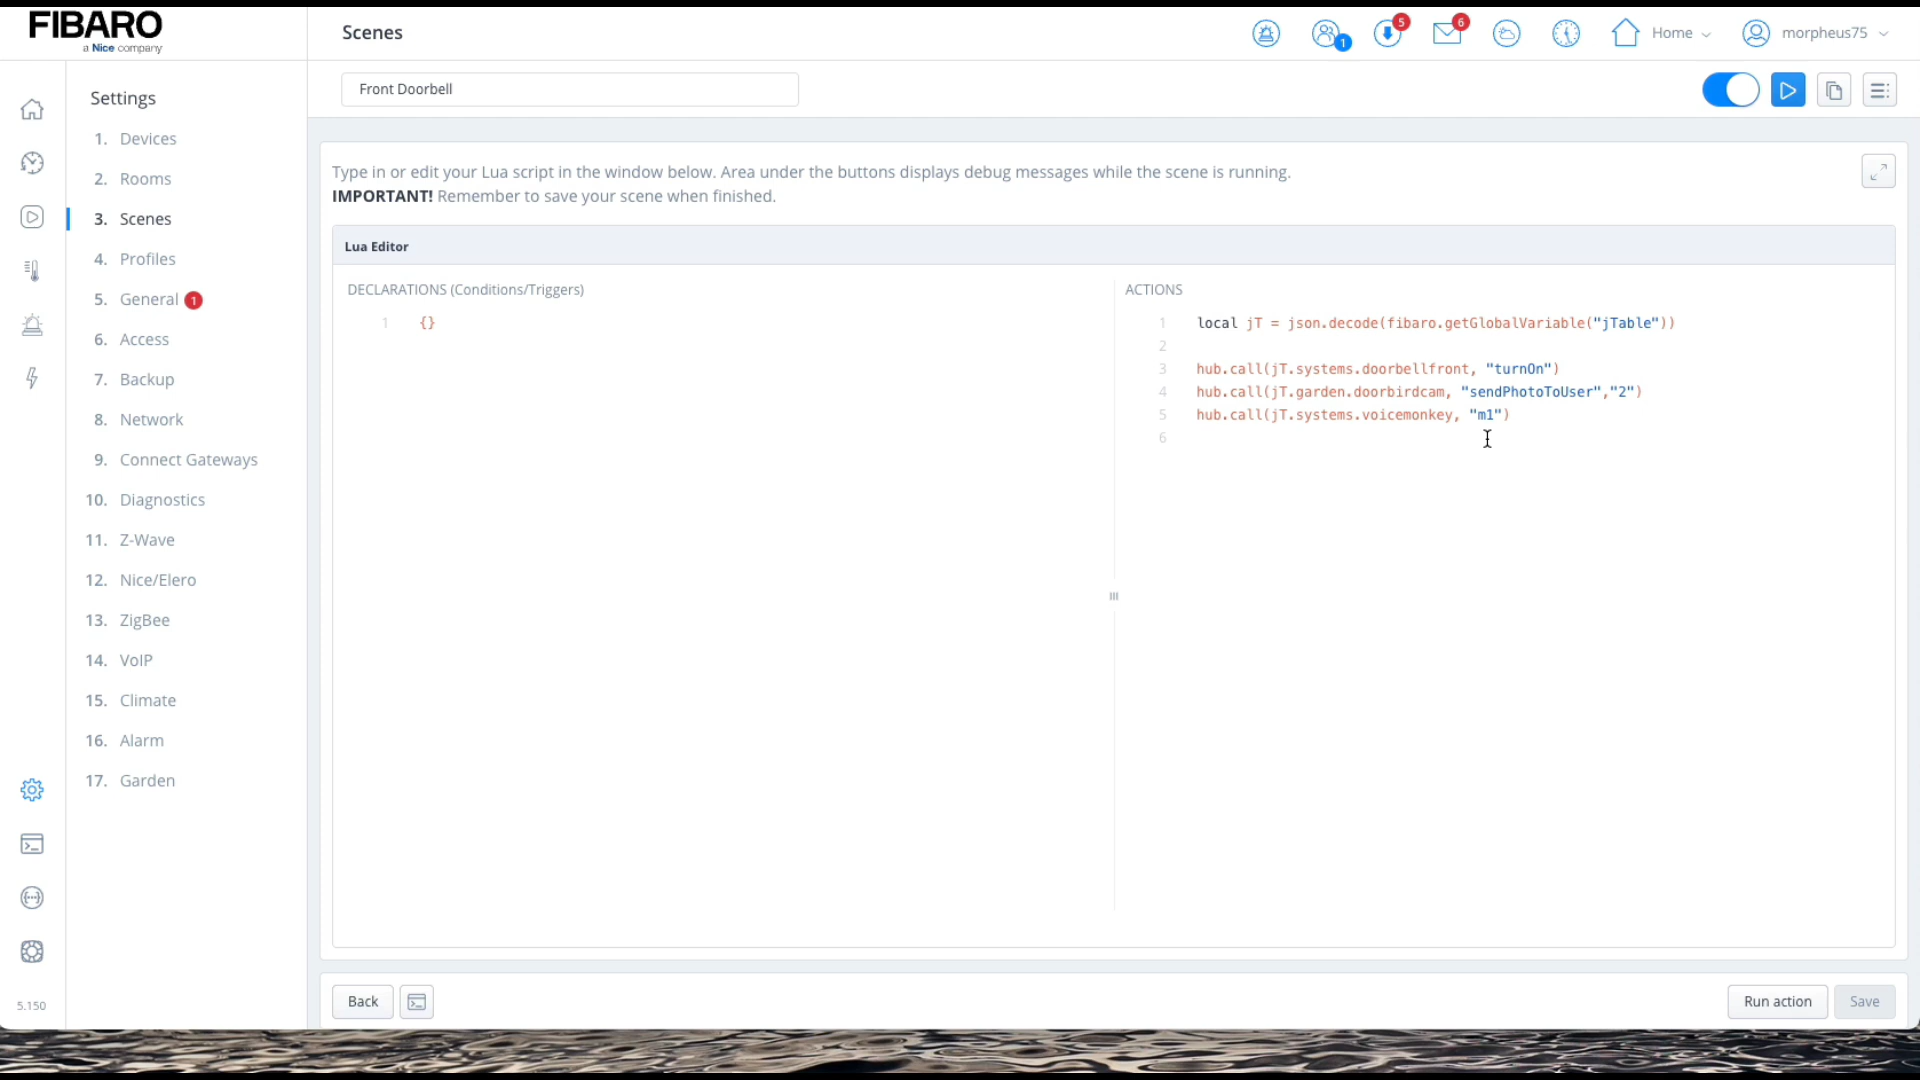 FIBARO
a Nice company
Scenes
1
5
6
Home
morpheus75
Settings
1. Devices
2. Rooms
3. Scenes
4. Profiles
5. General 1
6. Access
7. Backup
8. Network
9. Connect Gateways
10. Diagnostics
11. Z-Wave
12. Nice/Elero
13. ZigBee
14. VoIP
15. Climate
16. Alarm
17. Garden
5.150
Front Doorbell
Type in or edit your Lua script in the window below. Area under the buttons displays debug messages while the scene is running.
IMPORTANT! Remember to save your scene when finished.
Lua Editor
DECLARATIONS (Conditions/Triggers)
1 {}
ACTIONS
1 local jT = json.decode(fibaro.getGlobalVariable("jTable"))
2
3 hub.call(jT.systems.doorbellfront, "turnOn")
4 hub.call(jT.garden.doorbirdcam, "sendPhotoToUser","2")
5 hub.call(jT.systems.voicemonkey, "m1")
6
Back
Run action
Save